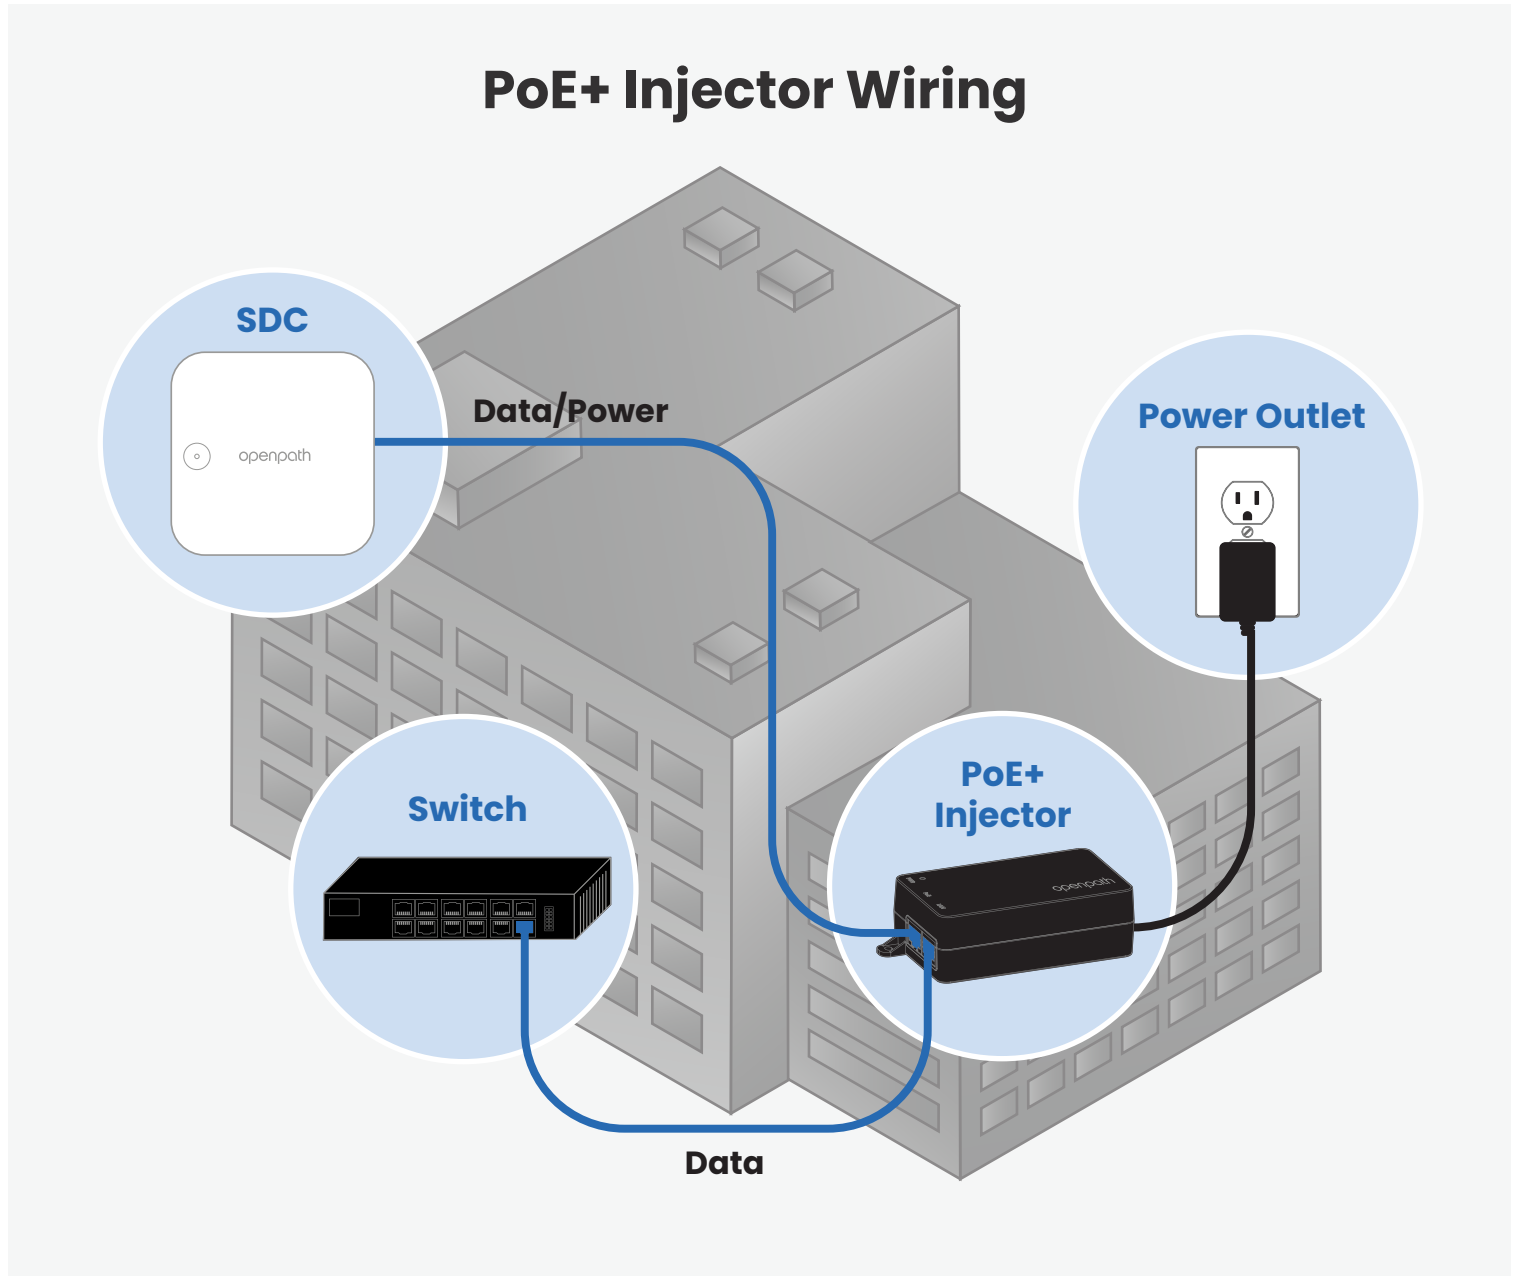 PoE+ Injector Wiring
SDC
openpath
Data/Power
Power Outlet
Switch
PoE+
Injector
openpath
Data